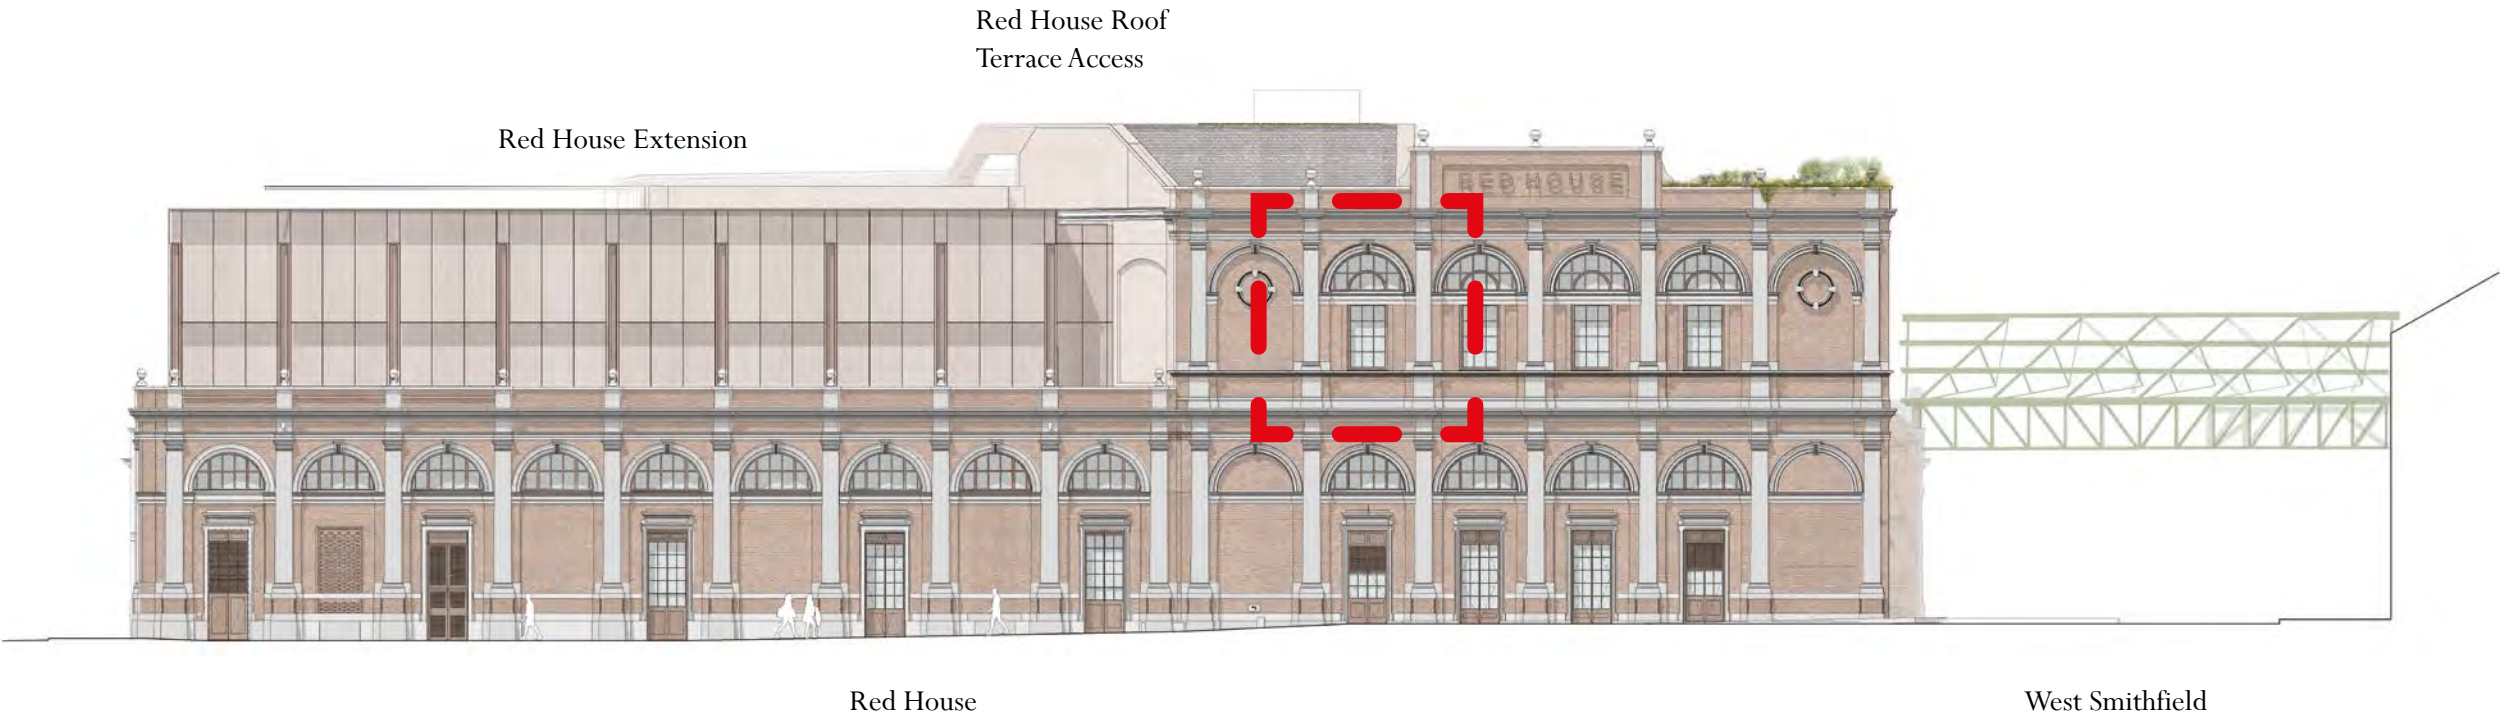 Red House Roof
Terrace Access
Red House Extension
RED HOUSE
Red House
West Smithfield